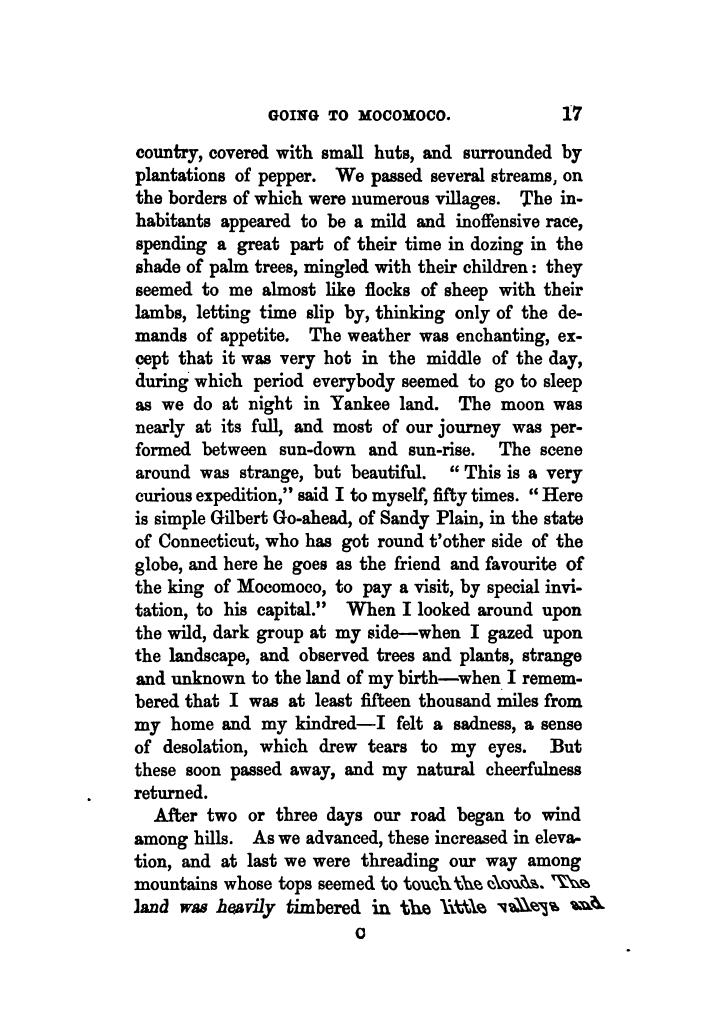 GOING TO MOCOMOCO. 17
country, covered with small huts, and surrounded by
plantations of pepper. We passed several streams, on
the borders of which were numerous villages. The in-
habitants appeared to be a mild and inoffensive race,
spending a great part of their time in dozing in the
shade of palm trees, mingled with their children: they
seemed to me almost like flocks of sheep with their
lambs, letting time slip by, thinking only of the de-
mands of appetite. The weather was enchanting, ex-
cept that it was very hot in the middle of the day,
during which period everybody seemed to go to sleep
as we do at night in Yankee land. The moon was
nearly at its full, and most of our journey was per-
formed between sun-down and sun-rise. The scene
around was strange, but beautiful. "This is a very
curious expedition," said I to myself, fifty times. "Here
is simple Gilbert Go-ahead, of Sandy Plain, in the state
of Connecticut, who has got round t'other side of the
globe, and here he goes as the friend and favourite of
the king of Mocomoco, to pay a visit, by special invi-
tation, to his capital." When I looked around upon
the wild, dark group at my side—when I gazed upon
the landscape, and observed trees and plants, strange
and unknown to the land of my birth—when I remem-
bered that I was at least fifteen thousand miles from
my home and my kindred—I felt a sadness, a sense
of desolation, which drew tears to my eyes. But
these soon passed away, and my natural cheerfulness
returned.
After two or three days our road began to wind
among hills. As we advanced, these increased in eleva-
tion, and at last we were threading our way among
mountains whose tops seemed to touch the clouds. The
land was heavily timbered in the little valleys and
C